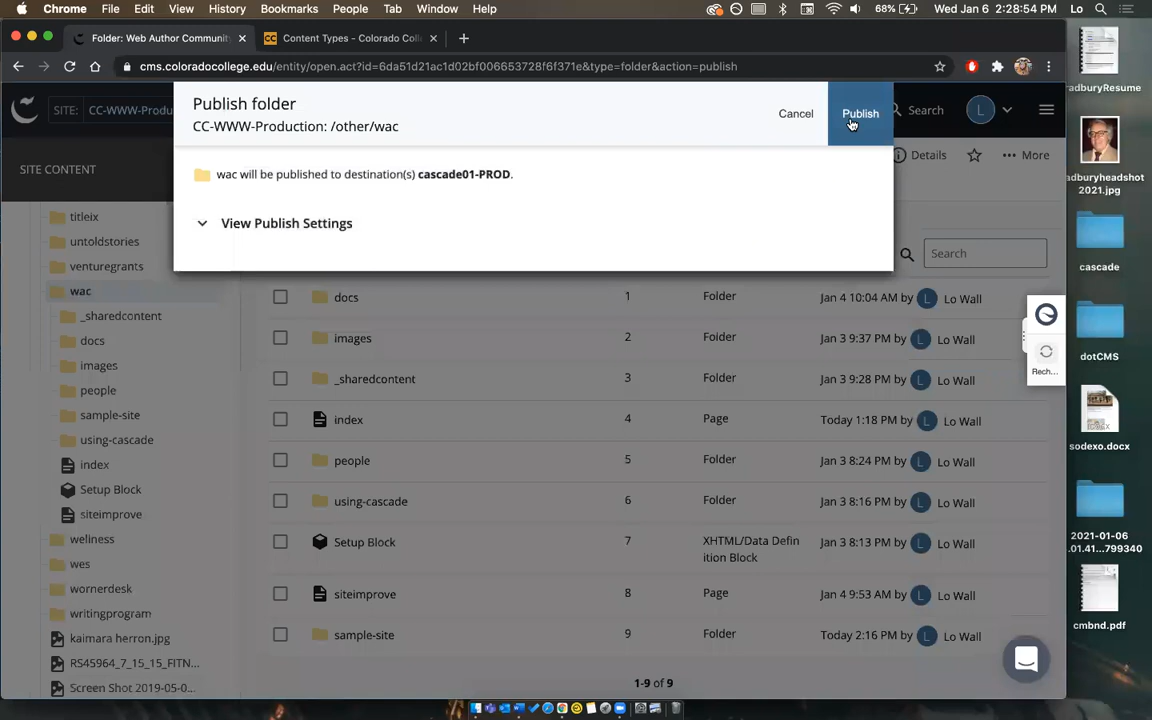 Chrome File Edit View History Bookmarks People Tab Window Help 68% Wed Jan 6 2:28:54 PM Lo
Folder: Web Author Community
Content Types - Colorado Coll
cms.coloradocollege.edu/entity/open.act?id=6da51d21ac1d02bf006653728f6f371e&type=folder&action=publish
SITE: CC-WWW-Produ
Search
L
SITE CONTENT
Details
More
Publish folder
CC-WWW-Production: /other/wac
Cancel
Publish
wac will be published to destination(s) cascade01-PROD.
View Publish Settings
Search
titleix
untoldstories
venturegrants
wac
_sharedcontent
docs
images
people
sample-site
using-cascade
index
Setup Block
siteimprove
wellness
wes
wornerdesk
writingprogram
kaimara herron.jpg
RS45964_7_15_15_FITN...
Screen Shot 2019-05-0...
docs 1 Folder Jan 4 10:04 AM by L Lo Wall
images 2 Folder Jan 3 9:37 PM by L Lo Wall
_sharedcontent 3 Folder Jan 3 9:28 PM by L Lo Wall
index 4 Page Today 1:18 PM by L Lo Wall
people 5 Folder Jan 3 8:24 PM by L Lo Wall
using-cascade 6 Folder Jan 3 8:16 PM by L Lo Wall
Setup Block 7 XHTML/Data Defin
ition Block Jan 3 8:13 PM by L Lo Wall
siteimprove 8 Page Jan 4 9:53 AM by L Lo Wall
sample-site 9 Folder Today 2:16 PM by L Lo Wall
1-9 of 9
Rech...
adburyResume
adburyheadshot
2021.jpg
cascade
dotCMS
sodexo.docx
2021-01-06
.01.41...799340
cmbnd.pdf